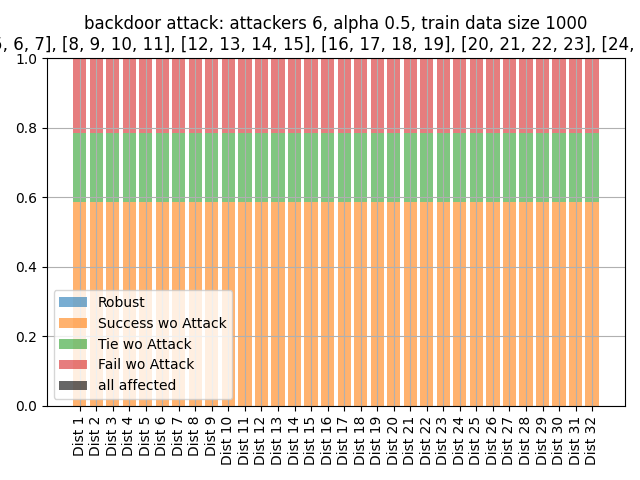 backdoor attack: attackers 6, alpha 0.5, train data size 1000
6, 7], [8, 9, 10, 11], [12, 13, 14, 15], [16, 17, 18, 19], [20, 21, 22, 23], [24,
1.0
0.8
0.6
0.4
0.2
0.0
Robust
Success wo Attack
Tie wo Attack
Fail wo Attack
all affected
Dist 1
Dist 2
Dist 3
Dist 4
Dist 5
Dist 6
Dist 7
Dist 8
Dist 9
Dist 10
Dist 11
Dist 12
Dist 13
Dist 14
Dist 15
Dist 16
Dist 17
Dist 18
Dist 19
Dist 20
Dist 21
Dist 22
Dist 23
Dist 24
Dist 25
Dist 26
Dist 27
Dist 28
Dist 29
Dist 30
Dist 31
Dist 32